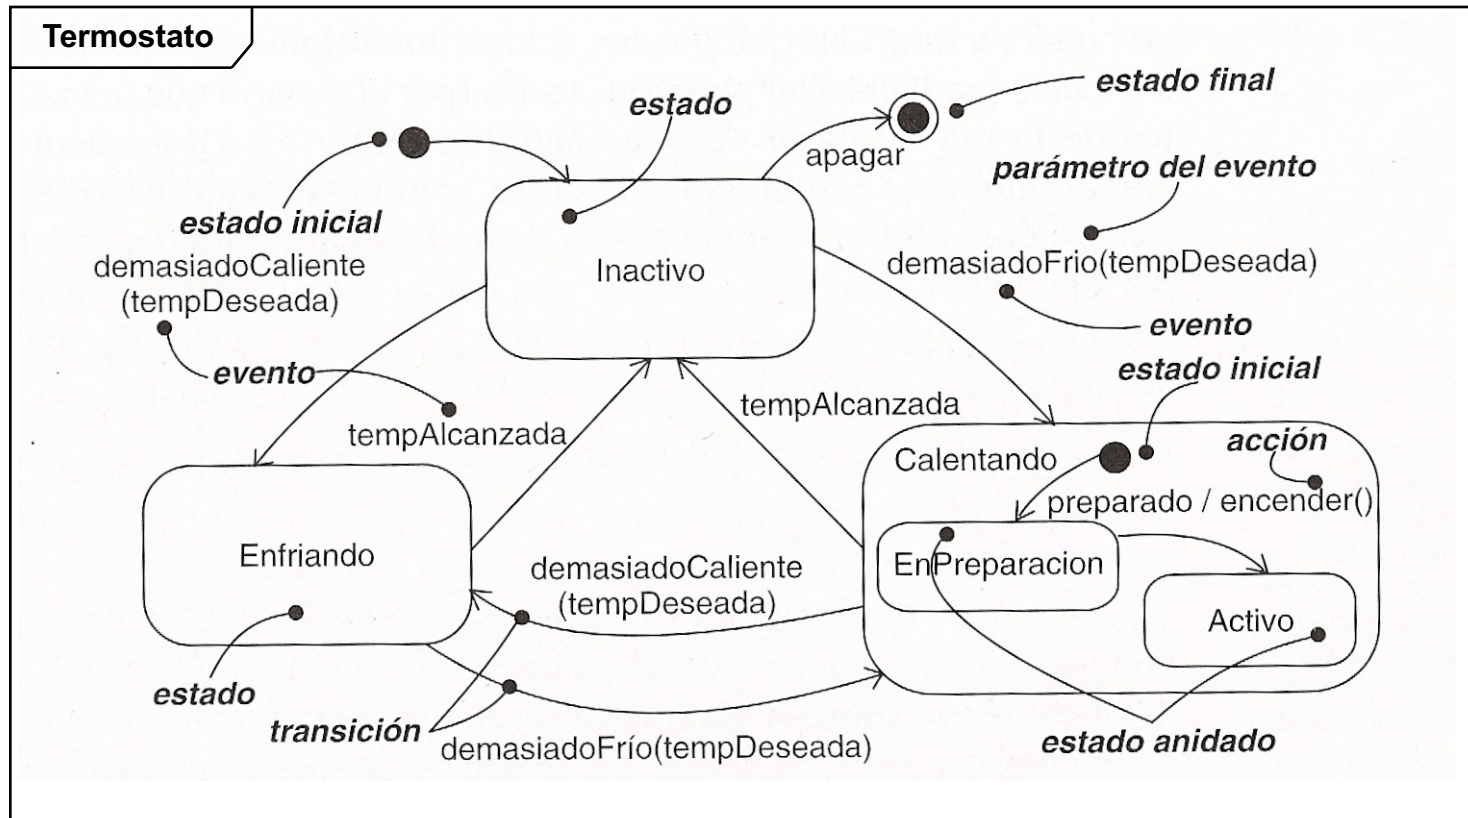 Termostato
estado final
estado
apagar
parámetro del evento
estado inicial
demasiadoCaliente
(tempDeseada)
Inactivo
demasiadoFrio(tempDeseada)
evento
estado inicial
evento
tempAlcanzada
tempAlcanzada
acción
Calentando
preparado / encender()
Enfriando
demasiadoCaliente
(tempDeseada)
EnPreparacion
Activo
estado
transición
demasiadoFrío(tempDeseada)
estado anidado